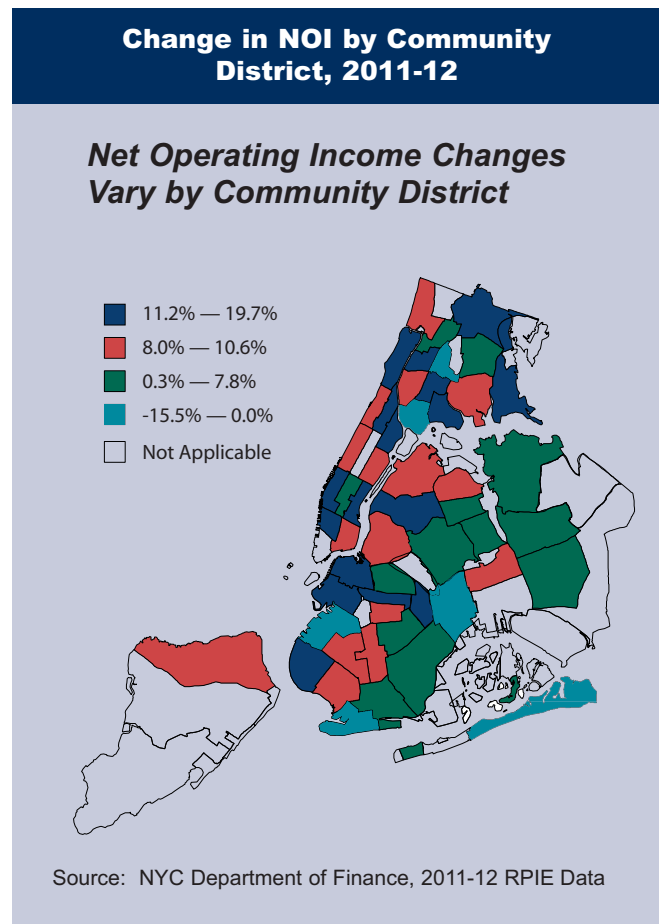 Change in NOI by Community
District, 2011-12
Net Operating Income Changes
Vary by Community District
11.2% — 19.7%
8.0% — 10.6%
0.3% — 7.8%
-15.5% — 0.0%
Not Applicable
Source: NYC Department of Finance, 2011-12 RPIE Data